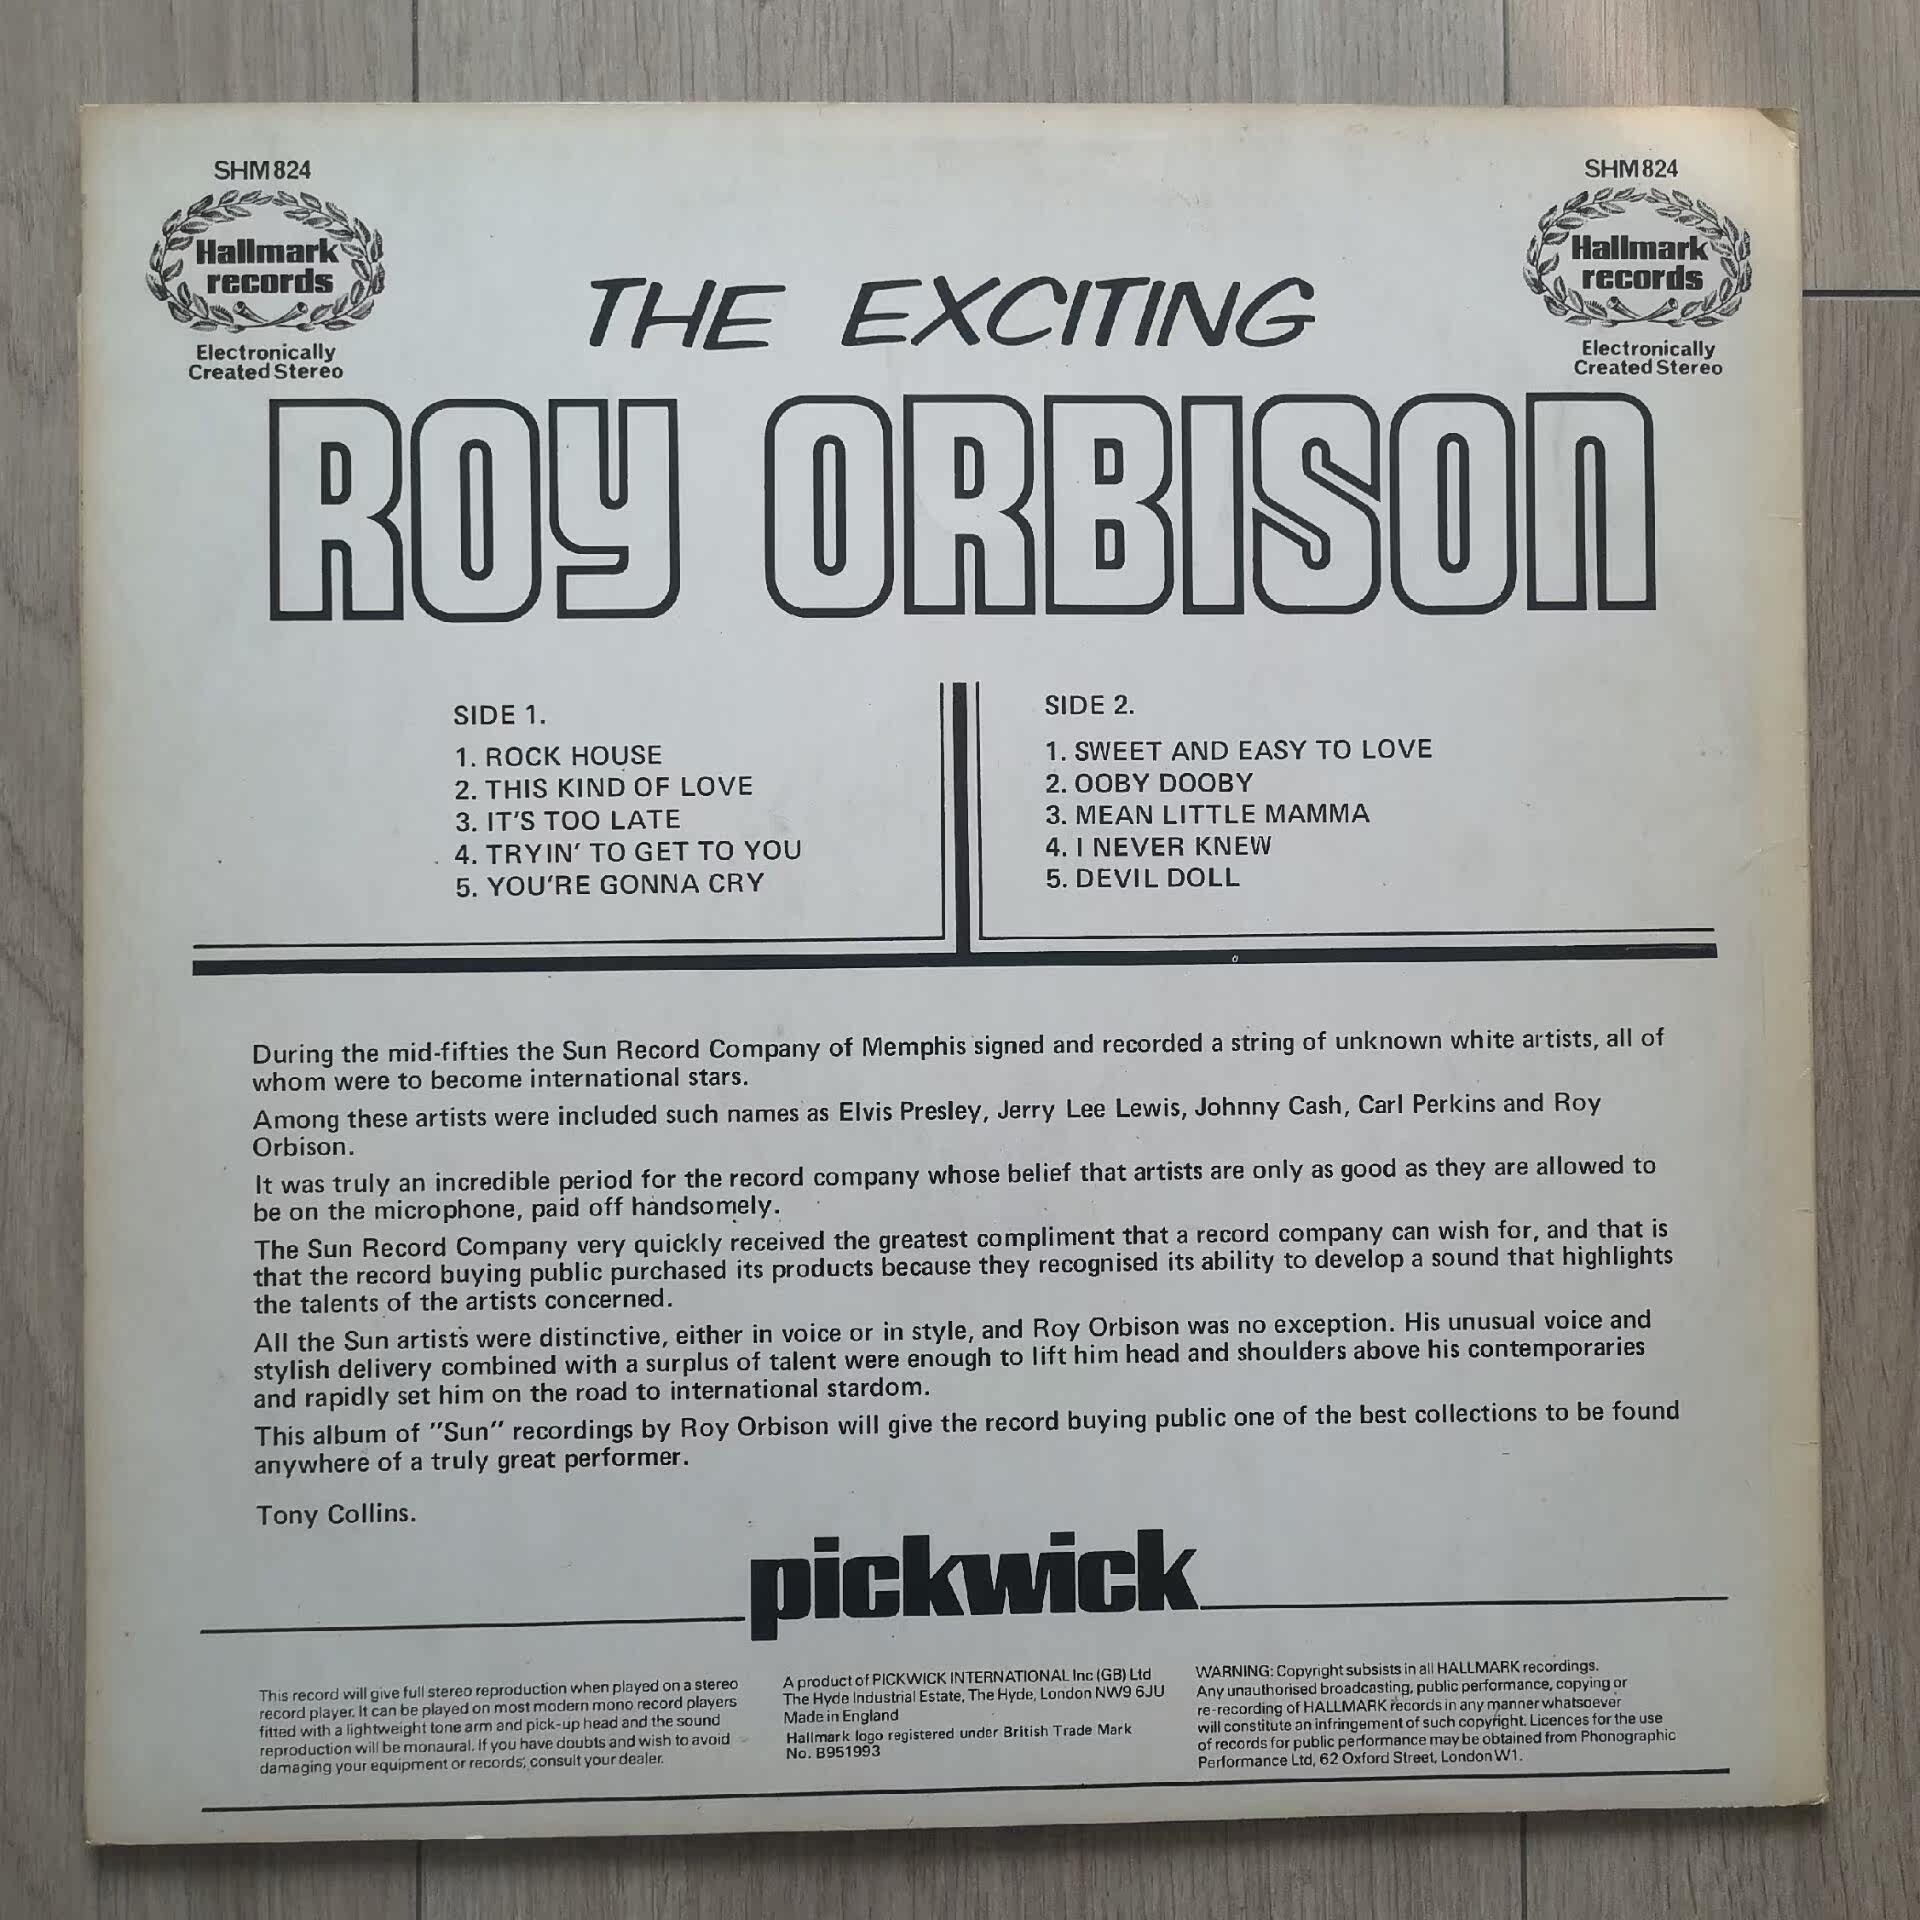 SHM 824
Hallmark
records
Electronically
Created Stereo
SHM 824
Hallmark
records
Electronically
Created Stereo
THE EXCITING
ROY ORBISON
SIDE 1.
1. ROCK HOUSE
2. THIS KIND OF LOVE
3. IT'S TOO LATE
4. TRYIN' TO GET TO YOU
5. YOU'RE GONNA CRY
SIDE 2.
1. SWEET AND EASY TO LOVE
2. OOBY DOOBY
3. MEAN LITTLE MAMMA
4. I NEVER KNEW
5. DEVIL DOLL
During the mid-fifties the Sun Record Company of Memphis signed and recorded a string of unknown white artists, all of
whom were to become international stars.
Among these artists were included such names as Elvis Presley, Jerry Lee Lewis, Johnny Cash, Carl Perkins and Roy
Orbison.
It was truly an incredible period for the record company whose belief that artists are only as good as they are allowed to
be on the microphone, paid off handsomely.
The Sun Record Company very quickly received the greatest compliment that a record company can wish for, and that is
that the record buying public purchased its products because they recognised its ability to develop a sound that highlights
the talents of the artists concerned.
All the Sun artists were distinctive, either in voice or in style, and Roy Orbison was no exception. His unusual voice and
stylish delivery combined with a surplus of talent were enough to lift him head and shoulders above his contemporaries
and rapidly set him on the road to international stardom.
This album of "Sun" recordings by Roy Orbison will give the record buying public one of the best collections to be found
anywhere of a truly great performer.
Tony Collins.
pickwick
This record will give full stereo reproduction when played on a stereo
record player. It can be played on most modern mono record players
fitted with a lightweight tone arm and pick-up head and the sound
reproduction will be monaural. If you have doubts and wish to avoid
damaging your equipment or records, consult your dealer.
A product of PICKWICK INTERNATIONAL Inc (GB) Ltd
The Hyde Industrial Estate, The Hyde, London NW9 6JU
Made in England
Hallmark logo registered under British Trade Mark
No. B951993
WARNING: Copyright subsists in all HALLMARK recordings.
Any unauthorised broadcasting, public performance, copying or
re-recording of HALLMARK records in any manner whatsoever
will constitute an infringement of such copyright. Licences for the use
of records for public performance may be obtained from Phonographic
Performance Ltd, 62 Oxford Street, London W1.